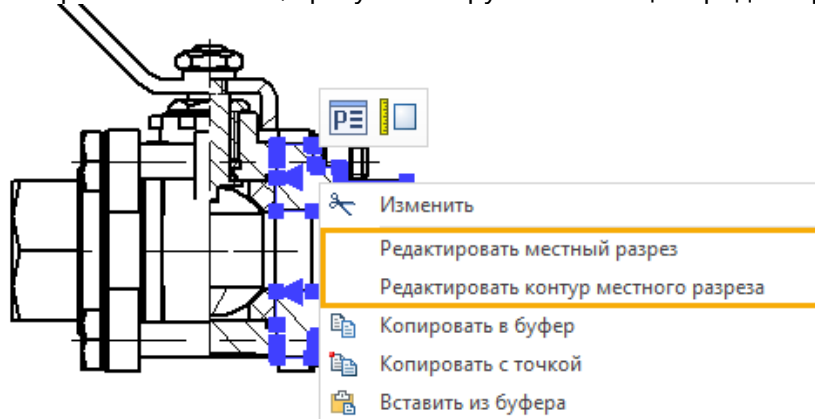 Изменить
Редактировать местный разрез
Редактировать контур местного разреза
Копировать в буфер
Копировать с точкой
Вставить из буфера